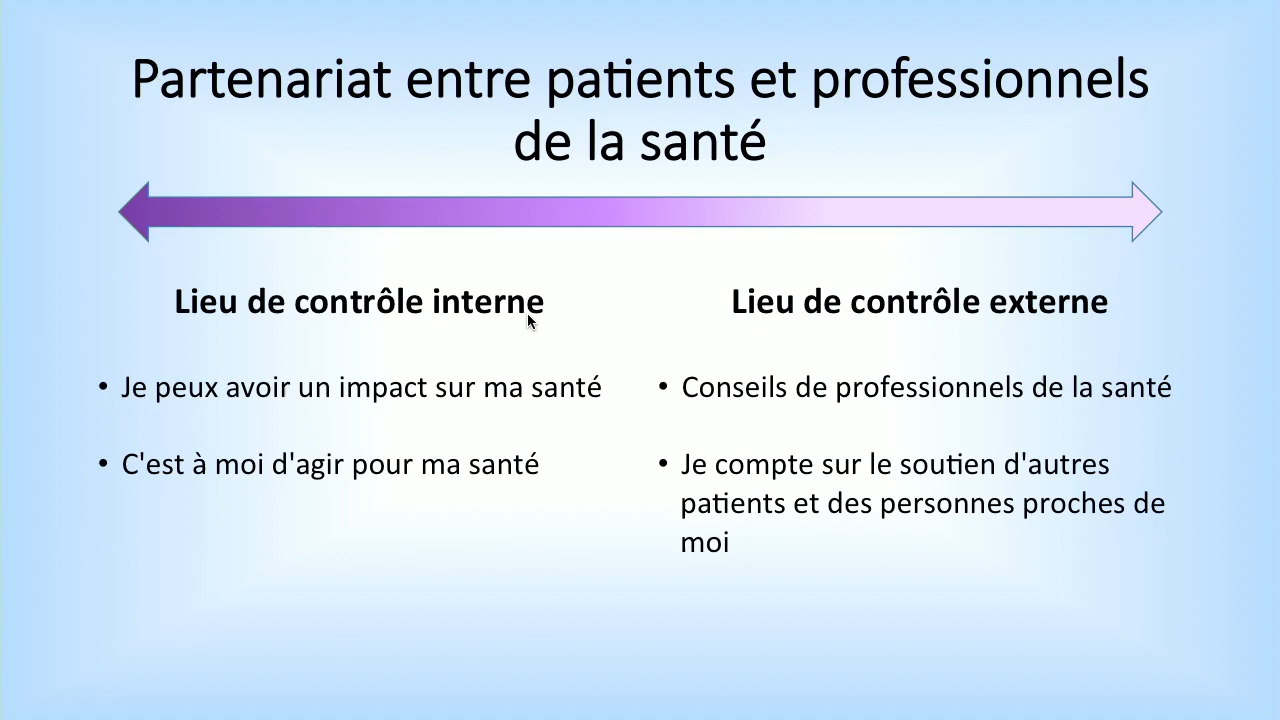 Partenariat entre patients et professionnels
de la santé
Lieu de contrôle interne
• Je peux avoir un impact sur ma santé
• C'est à moi d'agir pour ma santé
Lieu de contrôle externe
• Conseils de professionnels de la santé
• Je compte sur le soutien d'autres
patients et des personnes proches de
moi